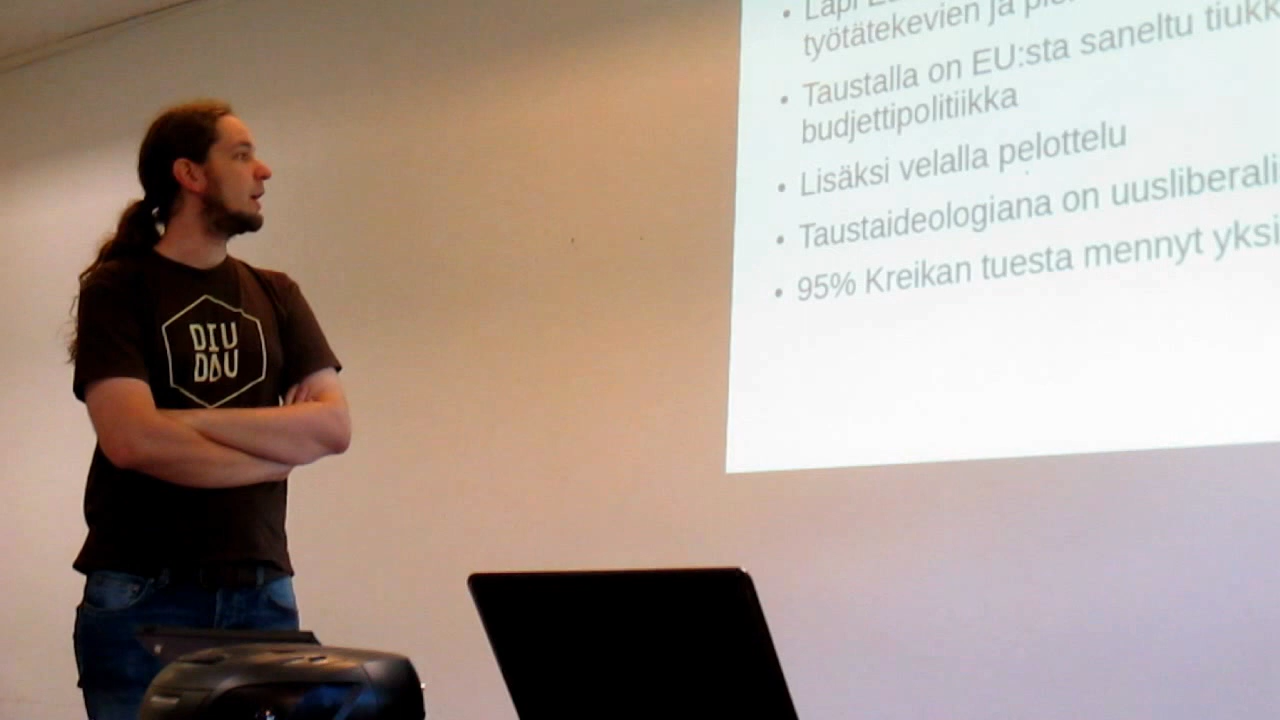 DIU
DAU
• Läpi
työtätekevien ja
• Taustalla on EU:sta saneltu tiukk
budjettipolitiikka
• Lisäksi velalla pelottelu
• Taustaideologiana on uusliberali
• 95% Kreikan tuesta mennyt yksi